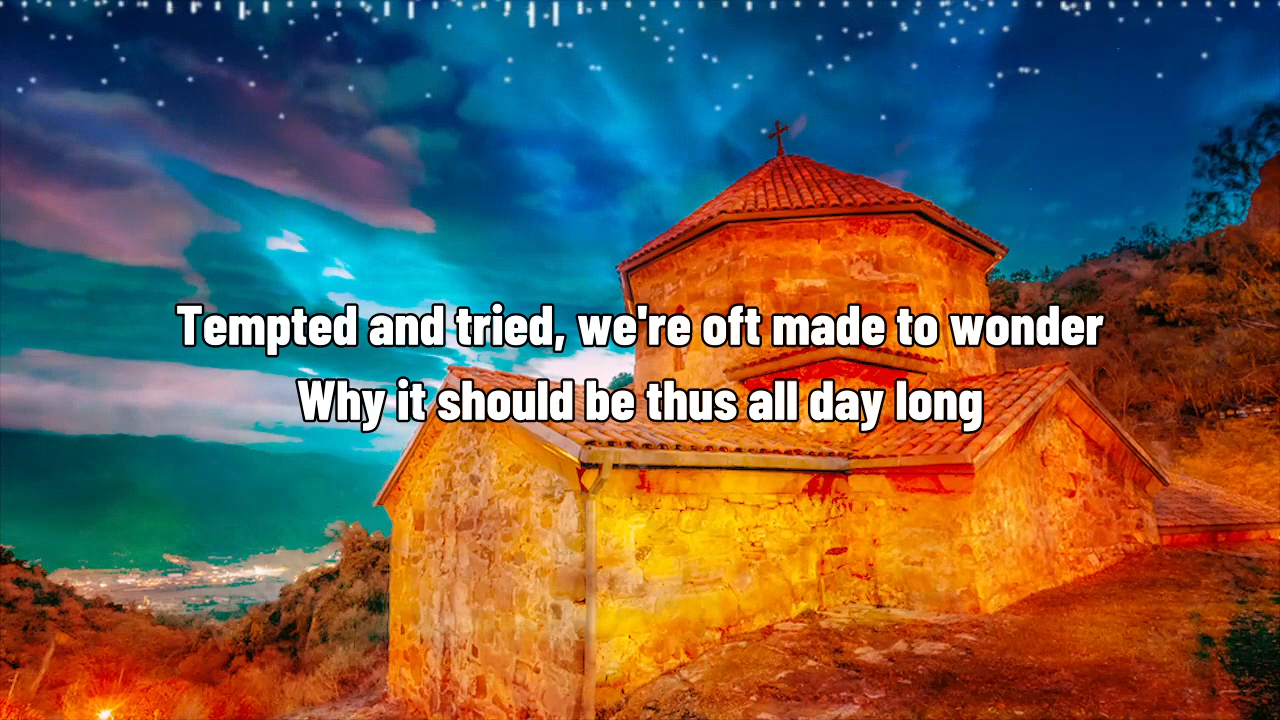 Tempted and tried, we're oft made to wonder
Why it should be thus all day long